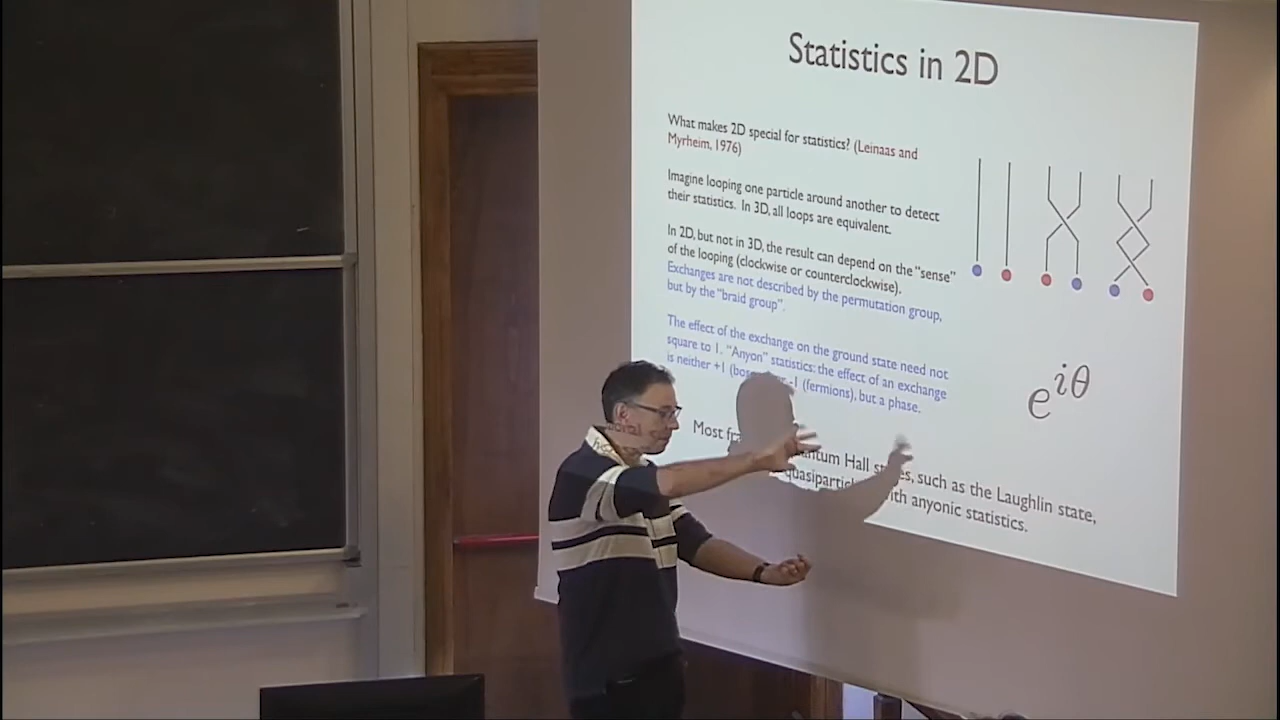 Statistics in 2D
What makes 2D special for statistics? (Leinaas and
Myrheim, 1976)
Imagine looping one particle around another to detect
their statistics. In 3D, all loops are equivalent.
In 2D, but not in 3D, the result can depend on the "sense"
of the looping (clockwise or counterclockwise).
Exchanges are not described by the permutation group,
but by the "braid group".
The effect of the exchange on the ground state need not
square to 1. "Anyon" statistics: the effect of an exchange
is neither +1 -1 (fermions), but a phase.
e^{iθ}
Most Hall such as the Laughlin state,
with anyonic statistics.